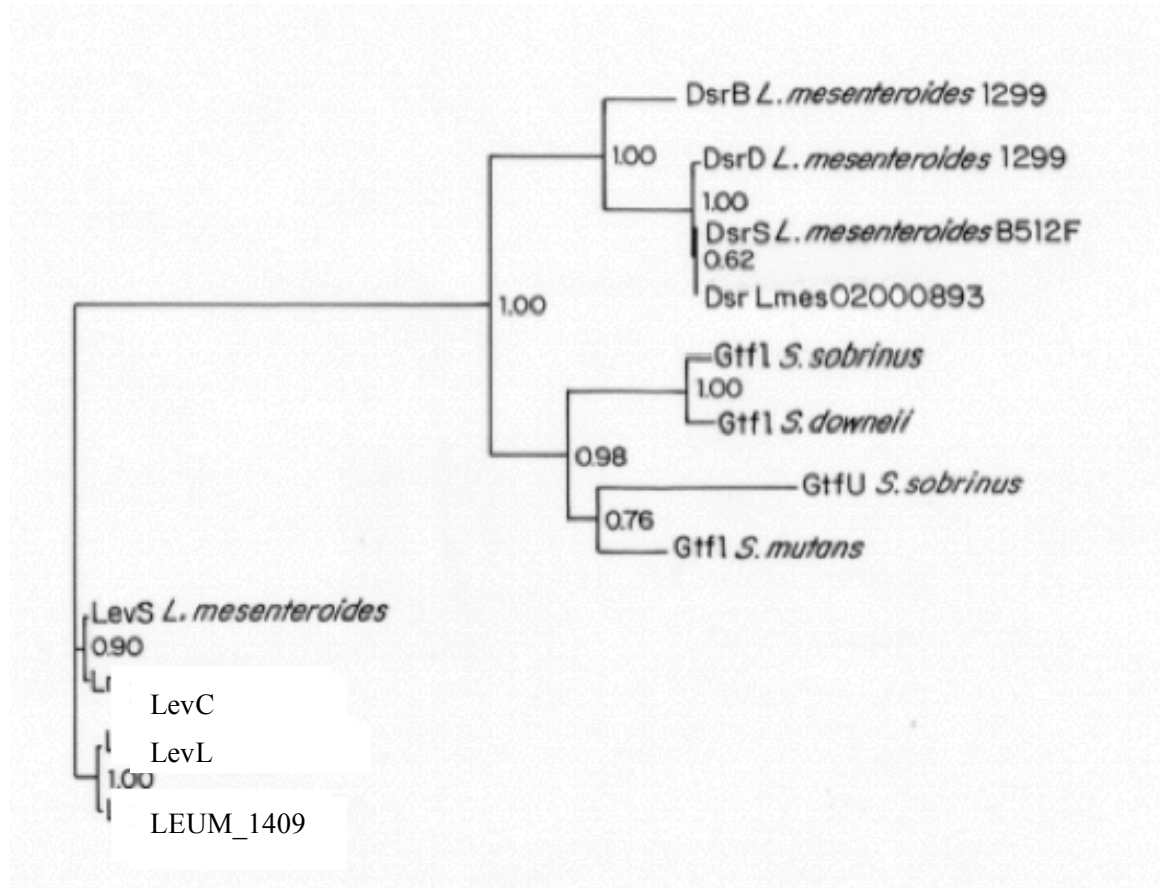 DsrB L. mesenteroides 1299
1.00
DsrD L. mesenteroides 1299
1.00
DsrS L. mesenteroides B512F
0.62
Dsr Lmes02000893
1.00
Gtf1 S. sobrinus
1.00
Gtf1 S. downeii
0.98
GtfU S. sobrinus
0.76
Gtf1 S. mutans
LevS L. mesenteroides
0.90
LevC
LevL
1.00
LEUM_1409